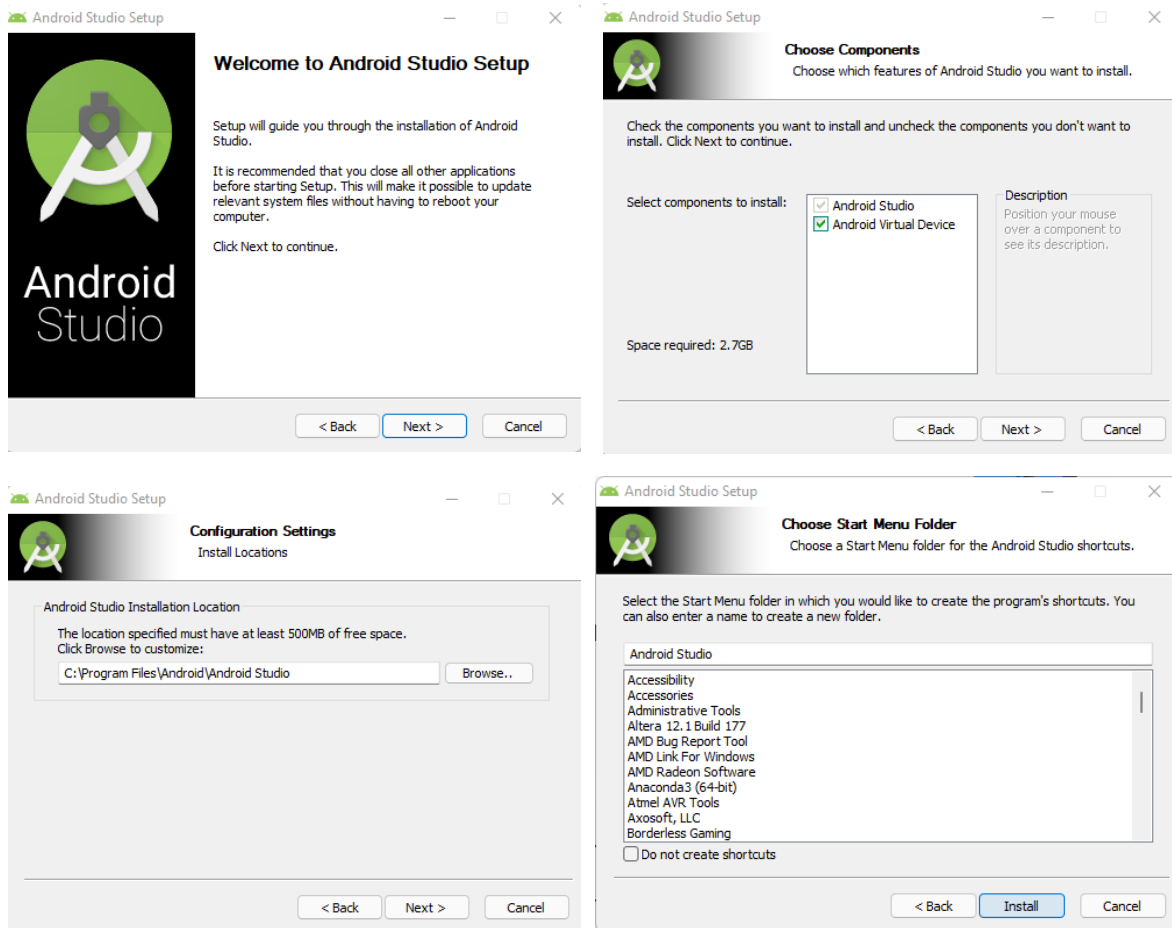 Android Studio Setup
Welcome to Android Studio Setup
Setup will guide you through the installation of Android
Studio.
It is recommended that you close all other applications
before starting Setup. This will make it possible to update
relevant system files without having to reboot your
computer.
Click Next to continue.
Android
Studio
< Back
Next >
Cancel
Android Studio Setup
Choose Components
Choose which features of Android Studio you want to install.
Check the components you want to install and uncheck the components you don't want to
install. Click Next to continue.
Select components to install:
Android Studio
Android Virtual Device
Description
Position your mouse
over a component to
see its description.
Space required: 2.7GB
< Back
Next >
Cancel
Android Studio Setup
Configuration Settings
Install Locations
Android Studio Installation Location
The location specified must have at least 500MB of free space.
Click Browse to customize:
C:\Program Files\Android\Android Studio
Browse..
< Back
Next >
Cancel
Android Studio Setup
Choose Start Menu Folder
Choose a Start Menu folder for the Android Studio shortcuts.
Select the Start Menu folder in which you would like to create the program's shortcuts. You
can also enter a name to create a new folder.
Android Studio
Accessibility
Accessories
Administrative Tools
Altera 12.1 Build 177
AMD Bug Report Tool
AMD Link For Windows
AMD Radeon Software
Anaconda3 (64-bit)
Atmel AVR Tools
Axosoft, LLC
Borderless Gaming
Do not create shortcuts
< Back
Install
Cancel